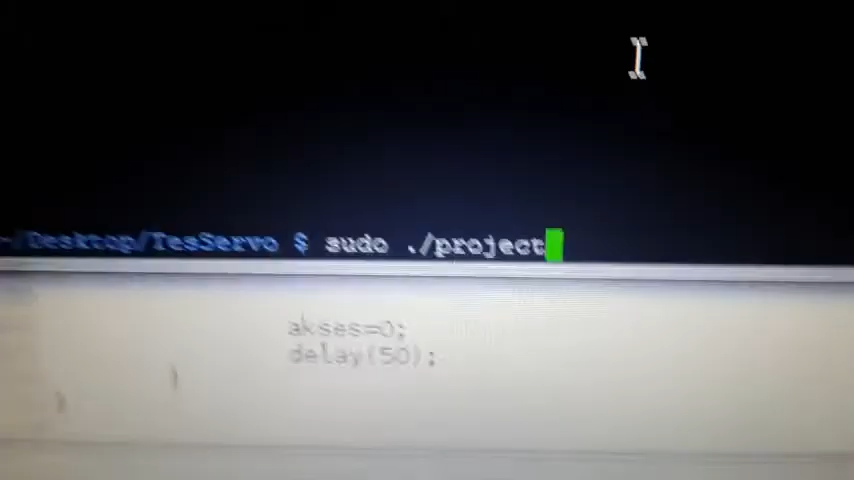 ~/Desktop/TesServo $ sudo ./project
akses=0;
delay(50);
}
}